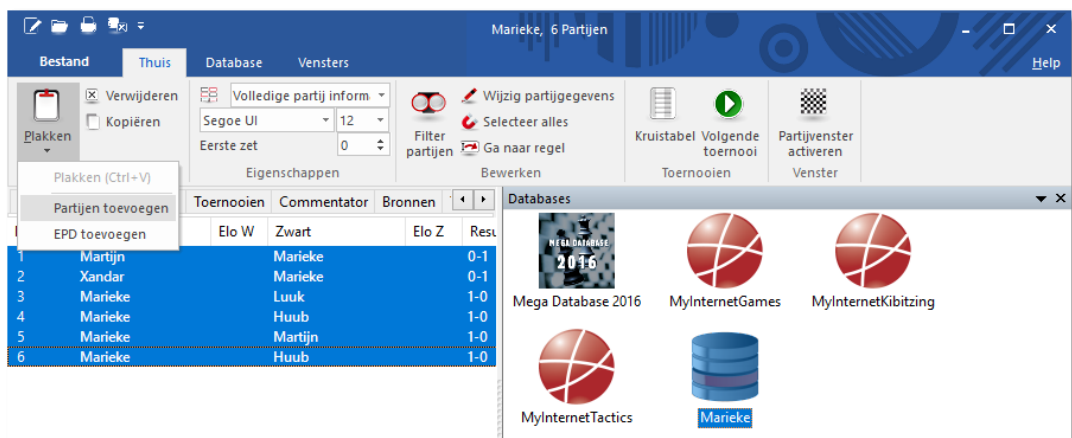 Marieke, 6 Partijen
Bestand Thuis Database Vensters Help
Plakken
Verwijderen
Kopiëren
Volledige partij inform
Segoe UI 12
Eerste zet 0
Eigenschappen
Filter partijen
Wijzig partijgegevens
Selecteer alles
Ga naar regel
Bewerken
Kruistabel Volgende toernooi
Toernooien
Partijvenster activeren
Venster
Plakken (Ctrl+V)
Partijen toevoegen
EPD toevoegen
Toernooien Commentator Bronnen
Elo W Zwart Elo Z Resu
1 Martijn Marieke 0-1
2 Xandar Marieke 0-1
3 Marieke Luuk 1-0
4 Marieke Huub 1-0
5 Marieke Martijn 1-0
6 Marieke Huub 1-0
Databases
MEGA DATABASE
2016
Mega Database 2016 MyInternetGames MyInternetKibitzing
MyInternetTactics Marieke